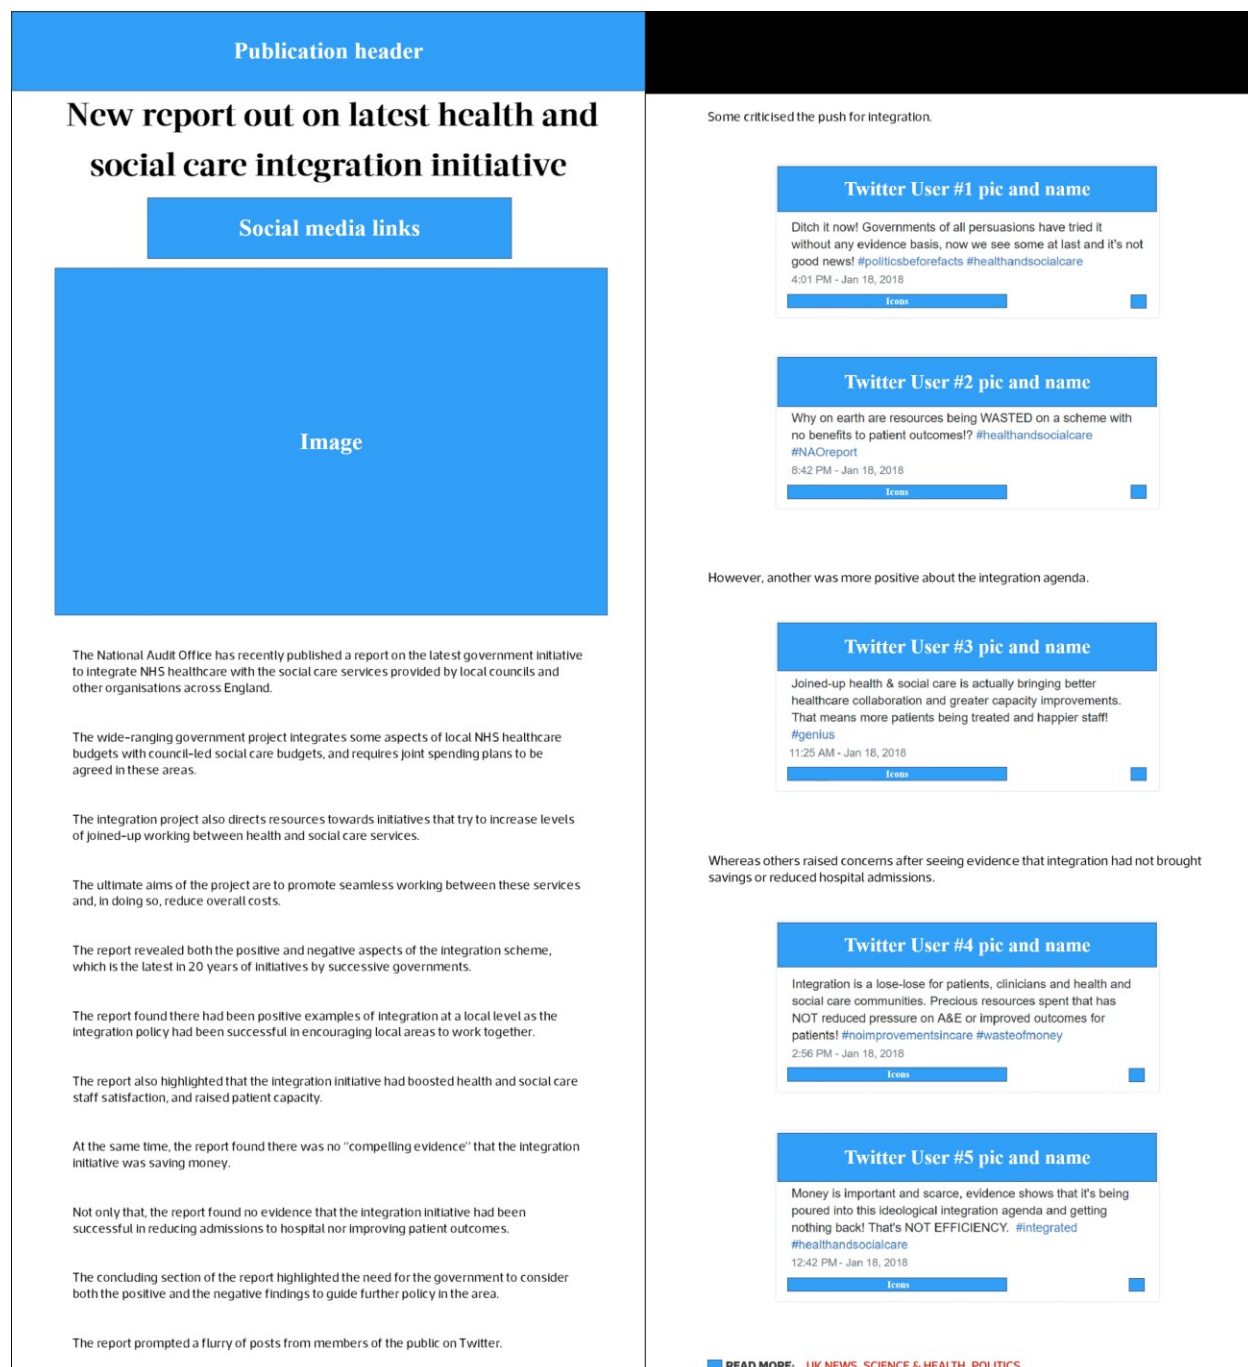 Publication header
New report out on latest health and
social care integration initiative
Social media links
Image
The National Audit Office has recently published a report on the latest government initiative
to integrate NHS healthcare with the social care services provided by local councils and
other organisations across England.
The wide-ranging government project integrates some aspects of local NHS healthcare
budgets with council-led social care budgets, and requires joint spending plans to be
agreed in these areas.
The integration project also directs resources towards initiatives that try to increase levels
of joined-up working between health and social care services.
The ultimate aims of the project are to promote seamless working between these services
and, in doing so, reduce overall costs.
The report revealed both the positive and negative aspects of the integration scheme,
which is the latest in 20 years of initiatives by successive governments.
The report found there had been positive examples of integration at a local level as the
integration policy had been successful in encouraging local areas to work together.
The report also highlighted that the integration initiative had boosted health and social care
staff satisfaction, and raised patient capacity.
At the same time, the report found there was no "compelling evidence" that the integration
initiative was saving money.
Not only that, the report found no evidence that the integration initiative had been
successful in reducing admissions to hospital nor improving patient outcomes.
The concluding section of the report highlighted the need for the government to consider
both the positive and the negative findings to guide further policy in the area.
The report prompted a flurry of posts from members of the public on Twitter.
Some criticised the push for integration.
Twitter User #1 pic and name
Ditch it now! Governments of all persuasions have tried it
without any evidence basis, now we see some at last and it's not
good news! #politicsbeforefacts #healthandsocialcare
4:01 PM - Jan 18, 2018
Icons
Twitter User #2 pic and name
Why on earth are resources being WASTED on a scheme with
no benefits to patient outcomes!? #healthandsocialcare
#NAOreport
8:42 PM - Jan 18, 2018
Icons
However, another was more positive about the integration agenda.
Twitter User #3 pic and name
Joined-up health & social care is actually bringing better
healthcare collaboration and greater capacity improvements.
That means more patients being treated and happier staff!
#genius
11:25 AM - Jan 18, 2018
Icons
Whereas others raised concerns after seeing evidence that integration had not brought
savings or reduced hospital admissions.
Twitter User #4 pic and name
Integration is a lose-lose for patients, clinicians and health and
social care communities. Precious resources spent that has
NOT reduced pressure on A&E or improved outcomes for
patients! #noimprovementsincare #wasteofmoney
2:56 PM - Jan 18, 2018
Icons
Twitter User #5 pic and name
Money is important and scarce, evidence shows that it's being
poured into this ideological integration agenda and getting
nothing back! That's NOT EFFICIENCY. #integrated
#healthandsocialcare
12:42 PM - Jan 18, 2018
Icons
READ MORE: UK NEWS, SCIENCE & HEALTH, POLITICS